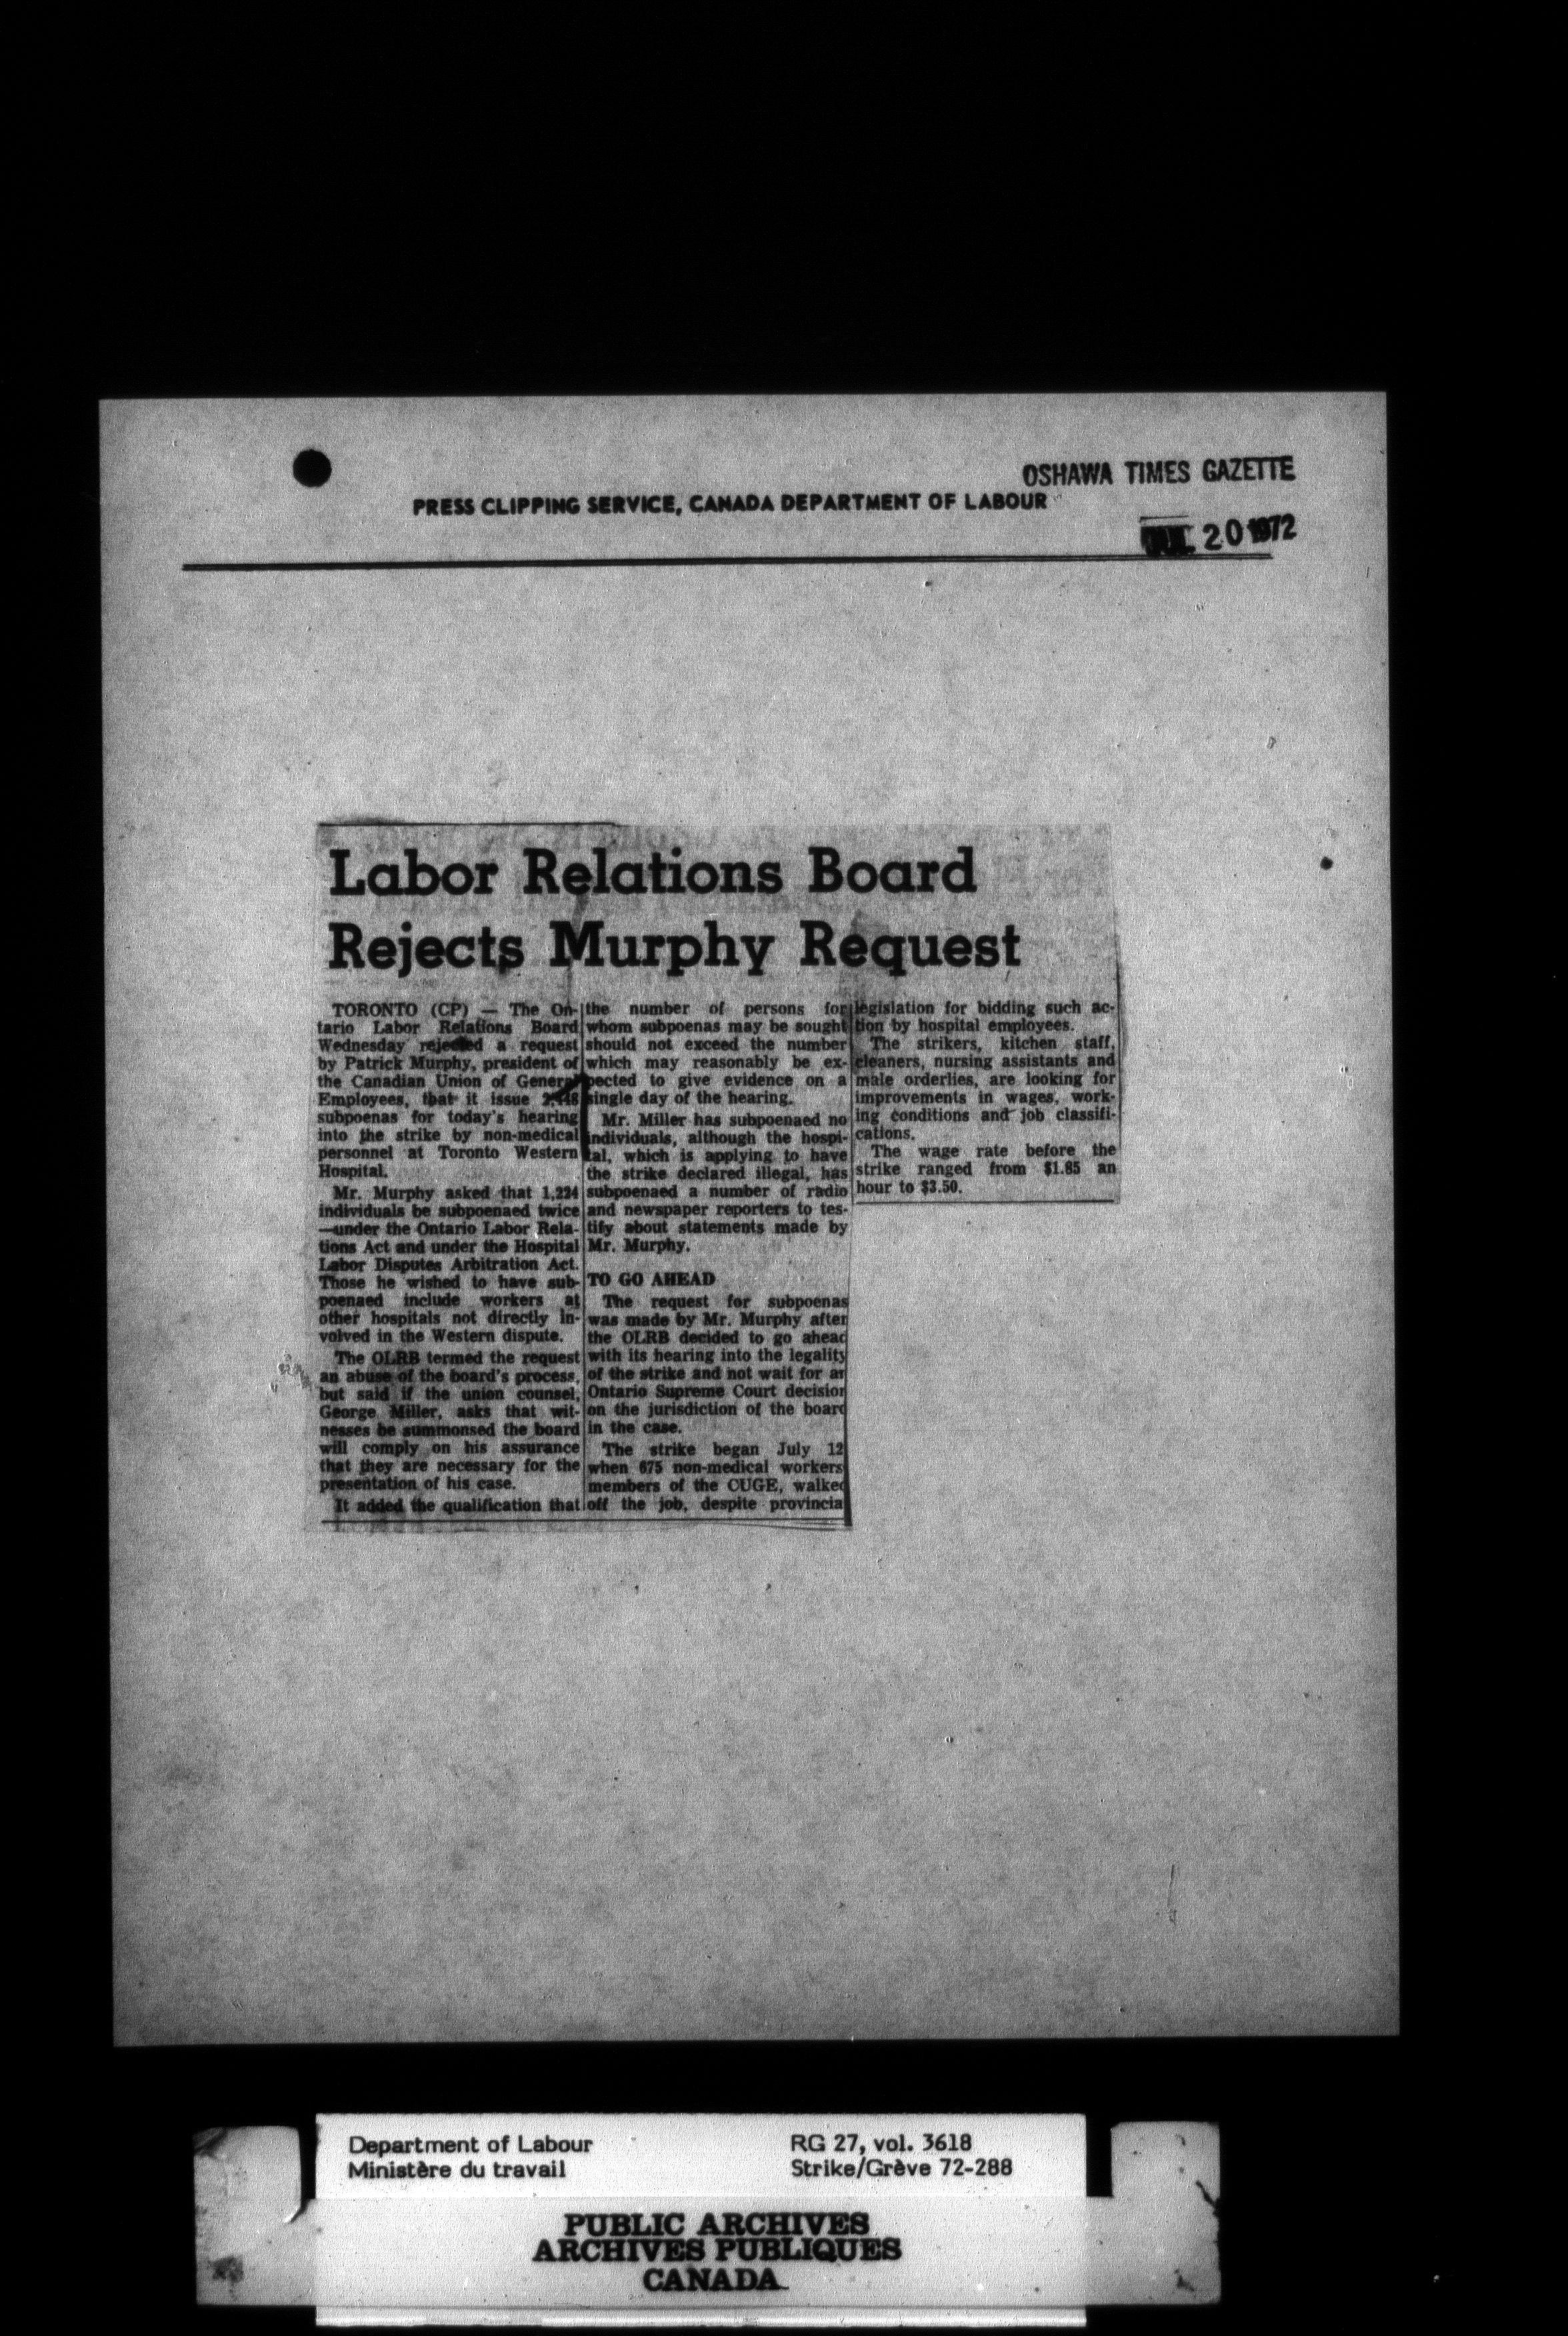 OSHAWA TIMES GAZETTE
PRESS CLIPPING SERVICE, CANADA DEPARTMENT OF LABOUR
JUL 20 1972
Labor Relations Board
Rejects Murphy Request
TORONTO (CP) — The On-
tario Labor Relations Board
Wednesday rejected a request
by Patrick Murphy, president of
the Canadian Union of General
Employees, that it issue 2,448
subpoenas for today's hearing
into the strike by non-medical
personnel at Toronto Western
Hospital.
Mr. Murphy asked that 1,224
individuals be subpoenaed twice
—under the Ontario Labor Rela-
tions Act and under the Hospital
Labor Disputes Arbitration Act.
Those he wished to have sub-
poenaed include workers at
other hospitals not directly in-
volved in the Western dispute.
The OLRB termed the request
an abuse of the board's process,
but said if the union counsel,
George Miller, asks that wit-
nesses be summonsed the board
will comply on his assurance
that they are necessary for the
presentation of his case.
It added the qualification that
the number of persons for
whom subpoenas may be sought
should not exceed the number
which may reasonably be ex-
pected to give evidence on a
single day of the hearing.
Mr. Miller has subpoenaed no
individuals, although the hospi-
tal, which is applying to have
the strike declared illegal, has
subpoenaed a number of radio
and newspaper reporters to tes-
tify about statements made by
Mr. Murphy.
TO GO AHEAD
The request for subpoenas
was made by Mr. Murphy after
the OLRB decided to go ahead
with its hearing into the legality
of the strike and not wait for an
Ontario Supreme Court decision
on the jurisdiction of the board
in the case.
The strike began July 12
when 675 non-medical workers
members of the CUGE, walked
off the job, despite provincia
legislation for bidding such ac-
tion by hospital employees.
The strikers, kitchen staff,
cleaners, nursing assistants and
male orderlies, are looking for
improvements in wages, work-
ing conditions and job classifi-
cations.
The wage rate before the
strike ranged from $1.85 an
hour to $3.50.
Department of Labour
Ministère du travail
RG 27, vol. 3618
Strike/Grève 72-288
PUBLIC ARCHIVES
ARCHIVES PUBLIQUES
CANADA